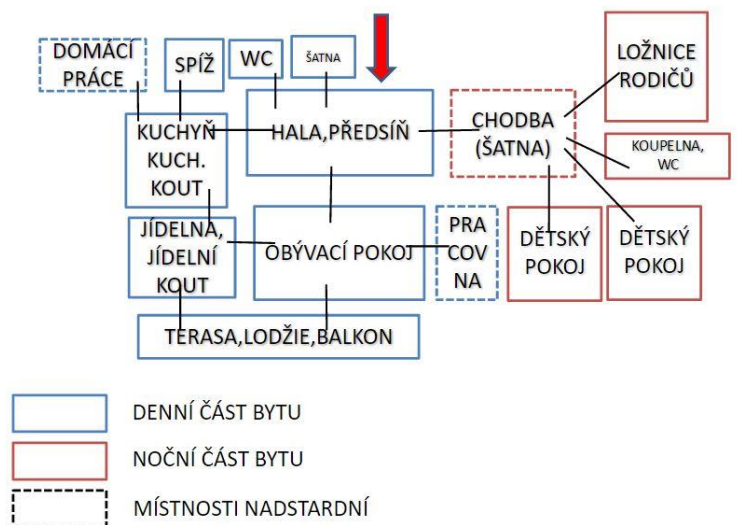 DOMÁCÍ
PRÁCE
SPÍŽ
WC
ŠATNA
LOŽNICE
RODIČŮ
KUCHYŇ
KUCH.
KOUT
HALA,PŘEDSÍŇ
CHODBA
(ŠATNA)
KOUPELNA,
WC
JÍDELNA,
JÍDELNÍ
KOUT
OBÝVACÍ POKOJ
PRA
COV
NA
DĚTSKÝ
POKOJ
DĚTSKÝ
POKOJ
TERASA,LODŽIE,BALKON
DENNÍ ČÁST BYTU
NOČNÍ ČÁST BYTU
MÍSTNOSTI NADSTARDNÍ